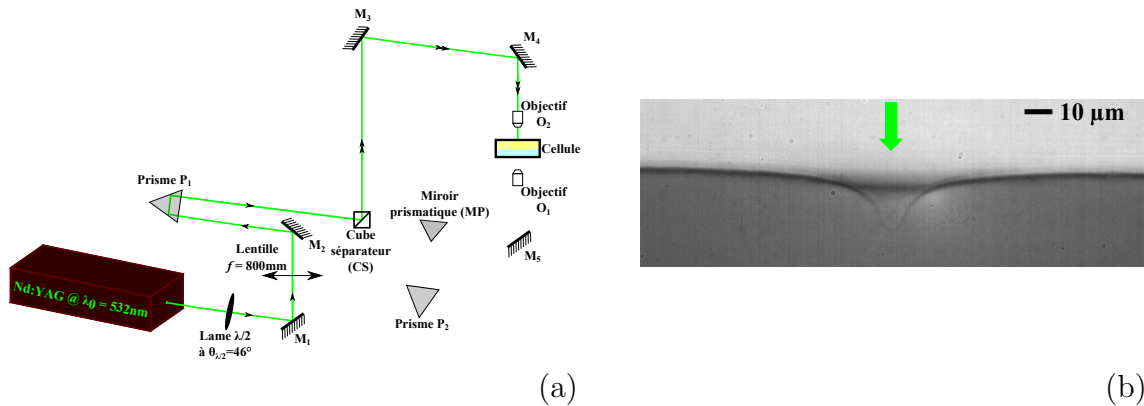 M₃
M₄
Objectif
O₂
Cellule
Prisme P₁
Miroir
prismatique (MP)
Objectif
O₁
M₂
Cube
séparateur
(CS)
Lentille
f = 800mm
M₅
Nd:YAG @ λ₀ = 532nm
Prisme P₂
Lame λ/2
à θλ/2=46°
M₁
(a)
10 µm
(b)